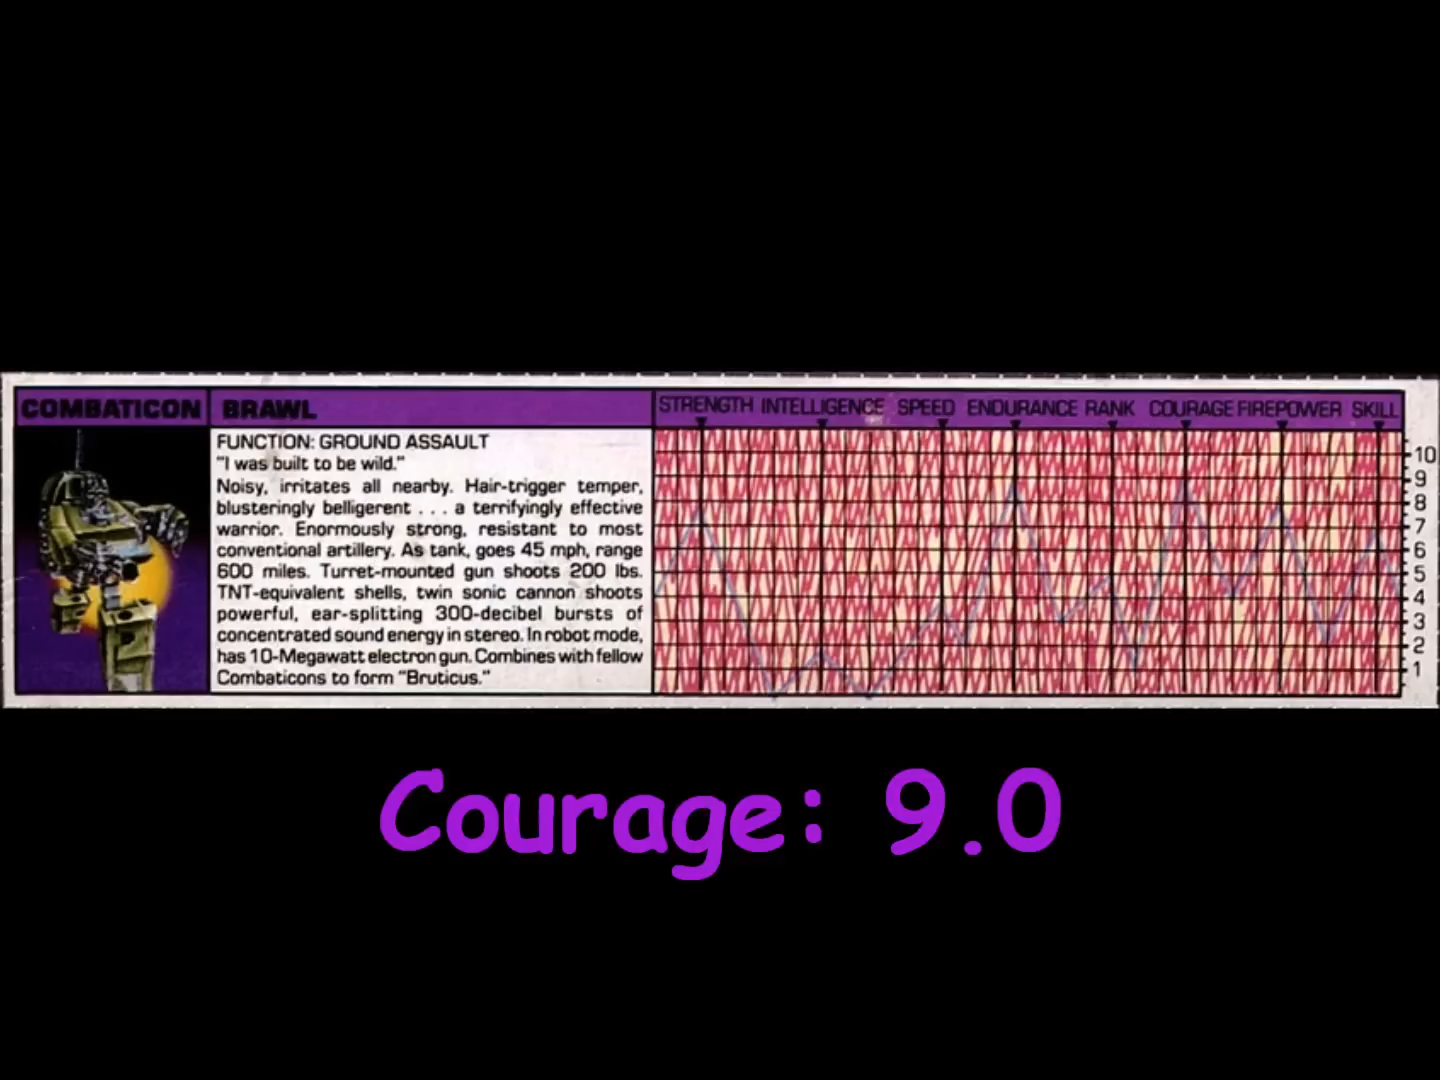 COMBATICON BRAWL STRENGTH INTELLIGENCE SPEED ENDURANCE RANK COURAGE FIREPOWER SKILL
FUNCTION: GROUND ASSAULT
"I was built to be wild."
Noisy, irritates all nearby. Hair-trigger temper,
blusteringly belligerent . . . a terrifyingly effective
warrior. Enormously strong, resistant to most
conventional artillery. As tank, goes 45 mph, range
600 miles. Turret-mounted gun shoots 200 lbs.
TNT-equivalent shells, twin sonic cannon shoots
powerful, ear-splitting 300-decibel bursts of
concentrated sound energy in stereo. In robot mode,
has 10-Megawatt electron gun. Combines with fellow
Combaticons to form "Bruticus."
10
9
8
7
6
5
4
3
2
1
Courage: 9.0